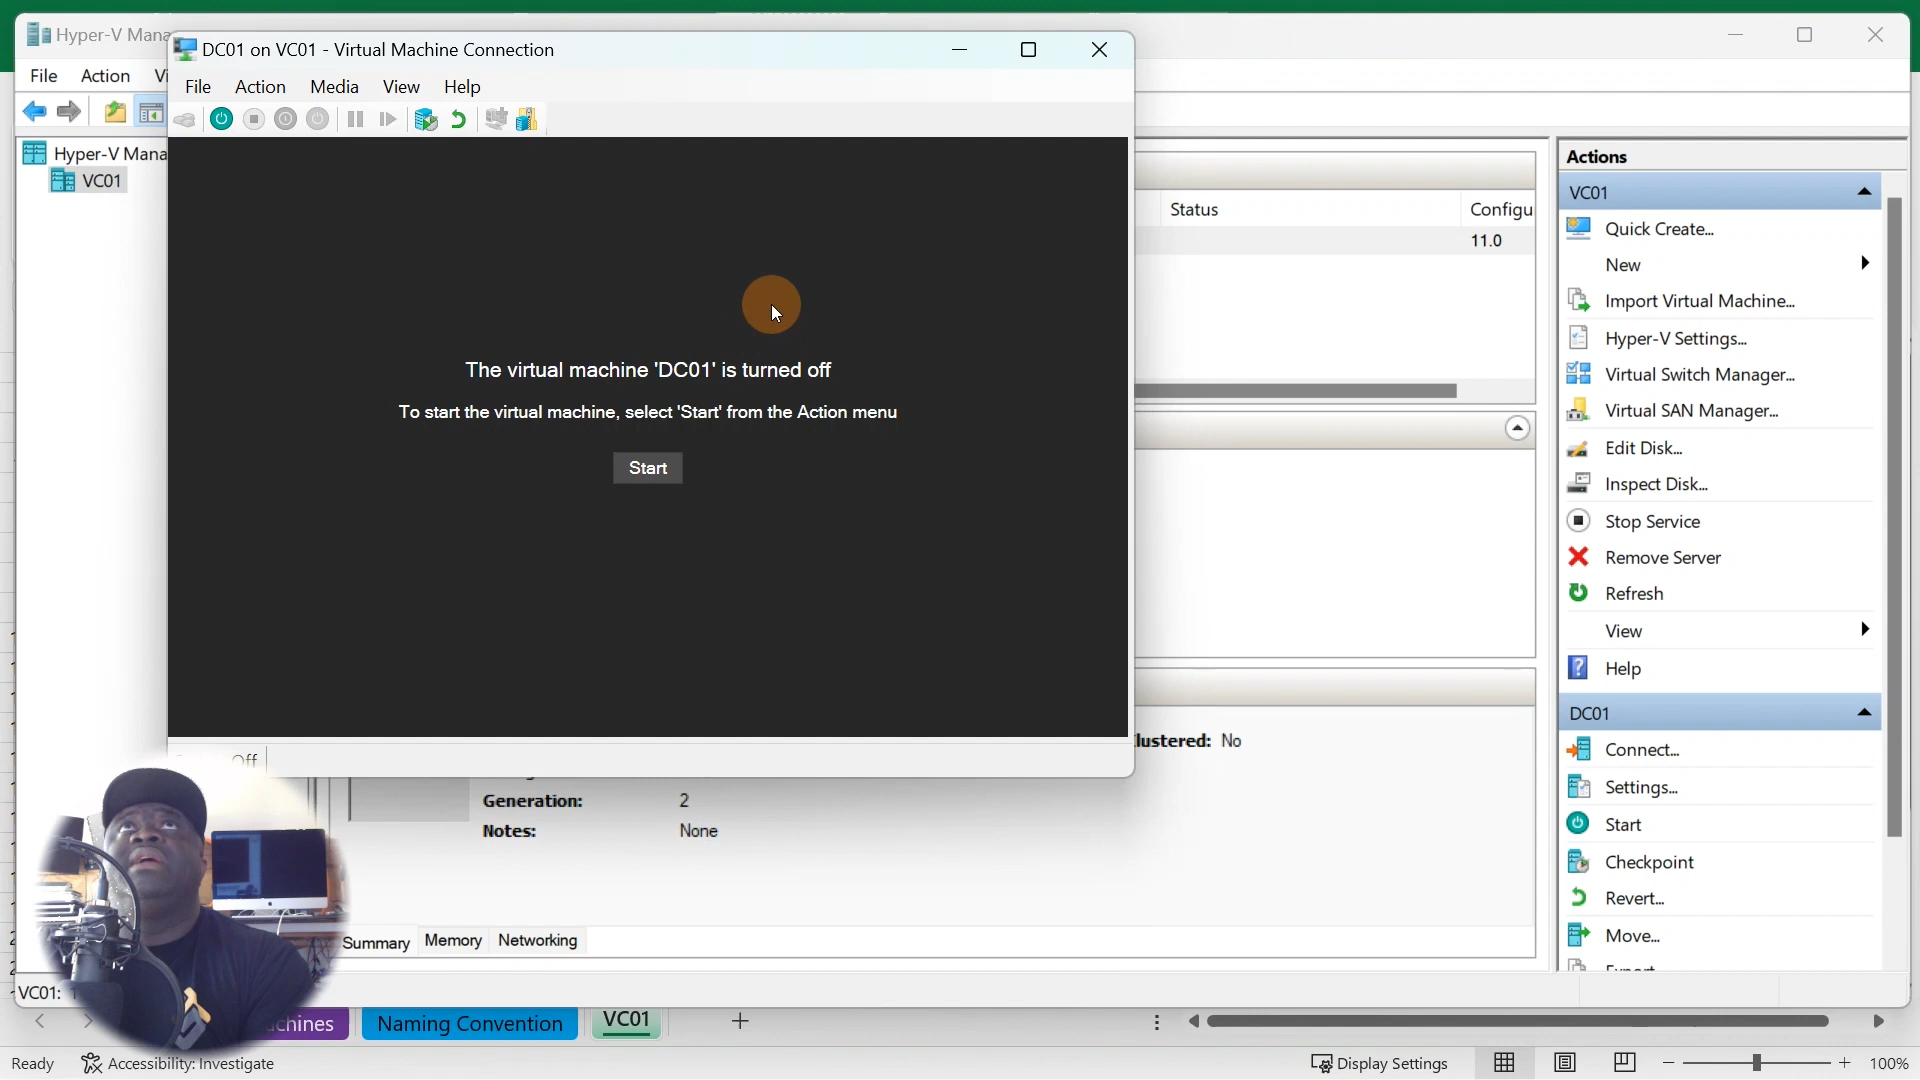 Hyper-V Mana
File Action Vi
DC01 on VC01 - Virtual Machine Connection
File Action Media View Help
Hyper-V Mana
VC01
The virtual machine 'DC01' is turned off
To start the virtual machine, select 'Start' from the Action menu
Start
Off
Status Configu
11.0
lustered: No
Generation: 2
Notes: None
Summary Memory Networking
Actions
VC01
Quick Create...
New
Import Virtual Machine...
Hyper-V Settings...
Virtual Switch Manager...
Virtual SAN Manager...
Edit Disk...
Inspect Disk...
Stop Service
Remove Server
Refresh
View
Help
DC01
Connect...
Settings...
Start
Checkpoint
Revert...
Move...
Export
VC01:
chines Naming Convention VC01
Ready Accessibility: Investigate Display Settings 100%